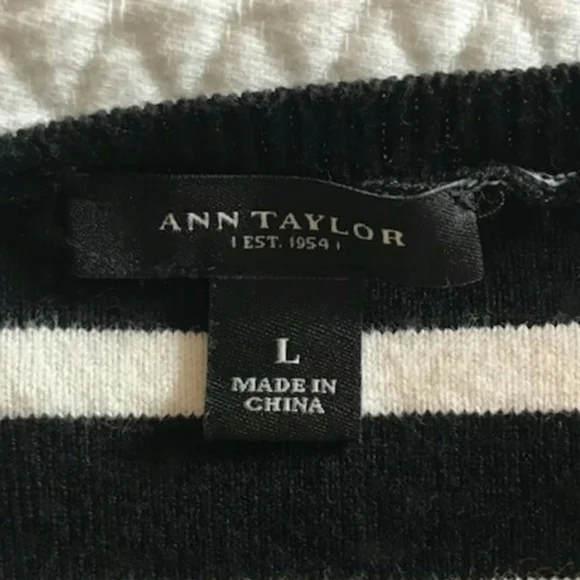 ANN TAYLOR
| EST. 1954 |
L
MADE IN
CHINA